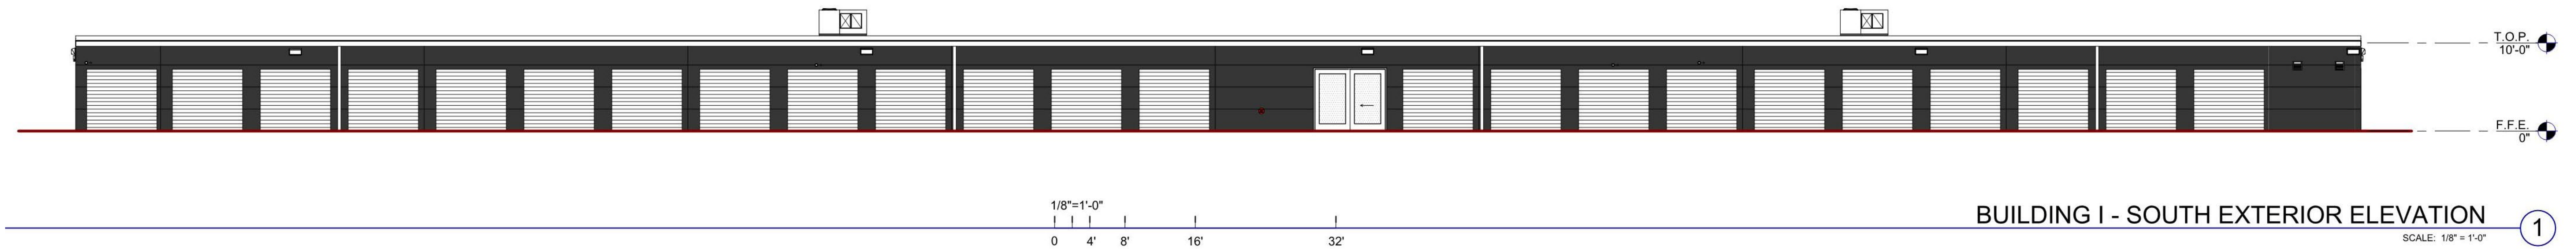 T.O.P.
10'-0"
F.F.E.
0"
1/8"=1'-0"
0 4' 8' 16' 32'
BUILDING I - SOUTH EXTERIOR ELEVATION
1
SCALE: 1/8" = 1'-0"